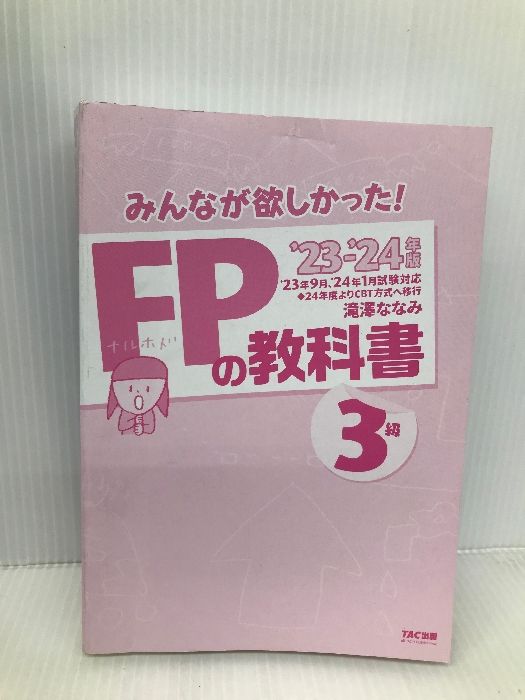 みんなが欲しかった!
'23-'24年版
'23年9月、'24年1月試験対応
◆24年度よりCBT方式へ移行
滝澤ななみ
FPの教科書
ナルホド
3級
TAC出版